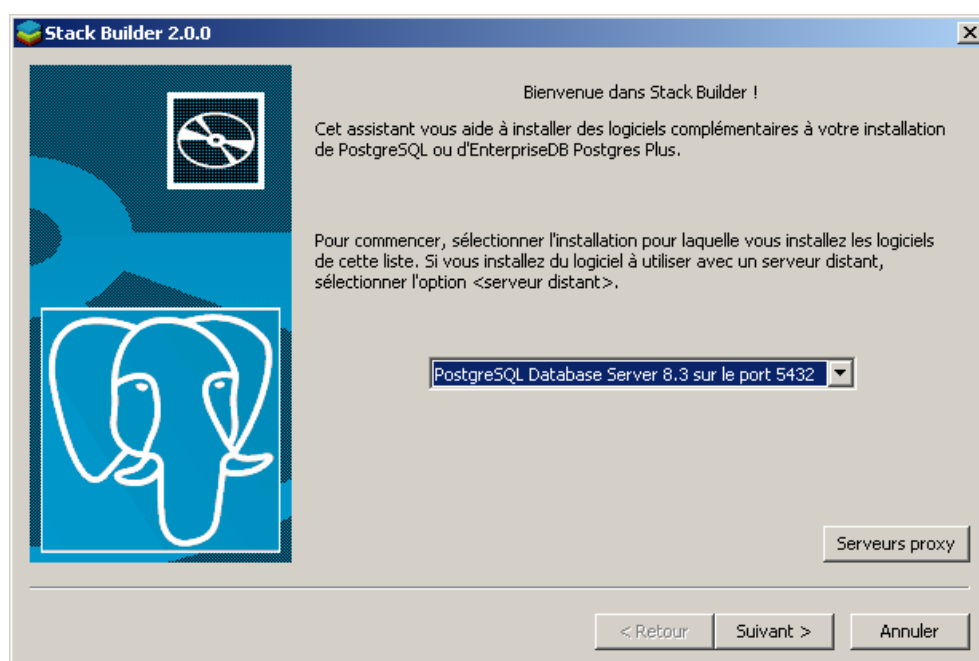 Stack Builder 2.0.0
Bienvenue dans Stack Builder !
Cet assistant vous aide à installer des logiciels complémentaires à votre installation
de PostgreSQL ou d'EnterpriseDB Postgres Plus.
Pour commencer, sélectionner l'installation pour laquelle vous installez les logiciels
de cette liste. Si vous installez du logiciel à utiliser avec un serveur distant,
sélectionner l'option <serveur distant>.
PostgreSQL Database Server 8.3 sur le port 5432
Serveurs proxy
< Retour
Suivant >
Annuler